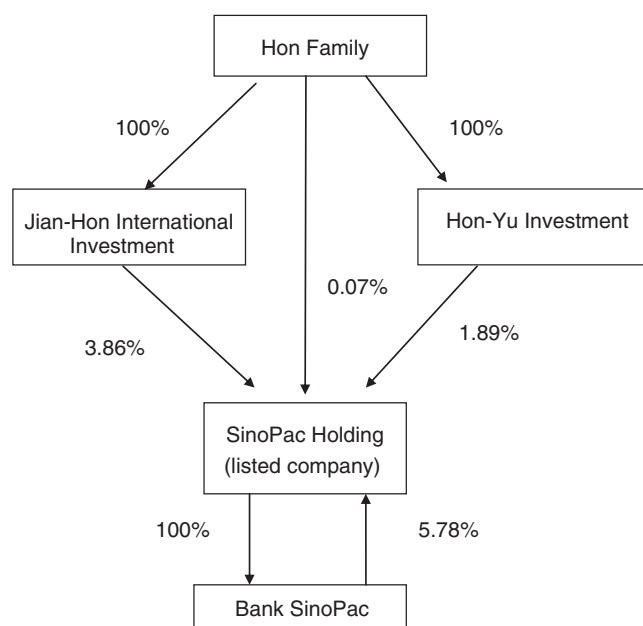 Hon Family
100%
100%
Jian-Hon International
Investment
Hon-Yu Investment
0.07%
3.86%
1.89%
SinoPac Holding
(listed company)
100%
5.78%
Bank SinoPac